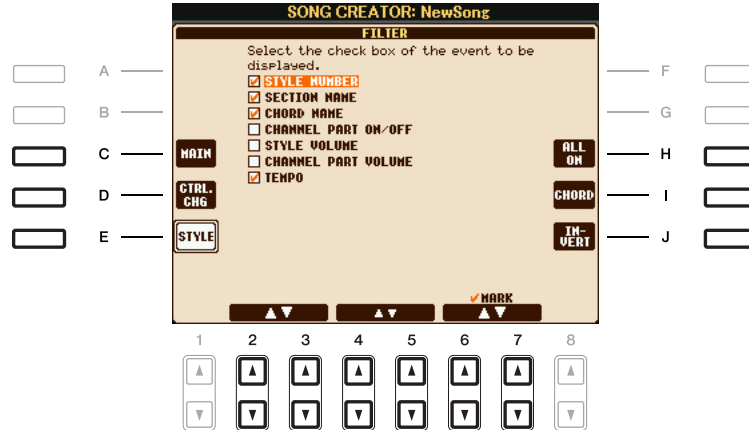 SONG CREATOR: NewSong
FILTER
Select the check box of the event to be
displayed.
STYLE NUMBER
SECTION NAME
CHORD NAME
CHANNEL PART ON/OFF
STYLE VOLUME
CHANNEL PART VOLUME
TEMPO
A
B
C
D
E
MAIN
CTRL.
CHG
STYLE
F
G
H
I
J
ALL
ON
CHORD
IN-
VERT
MARK
1 2 3 4 5 6 7 8